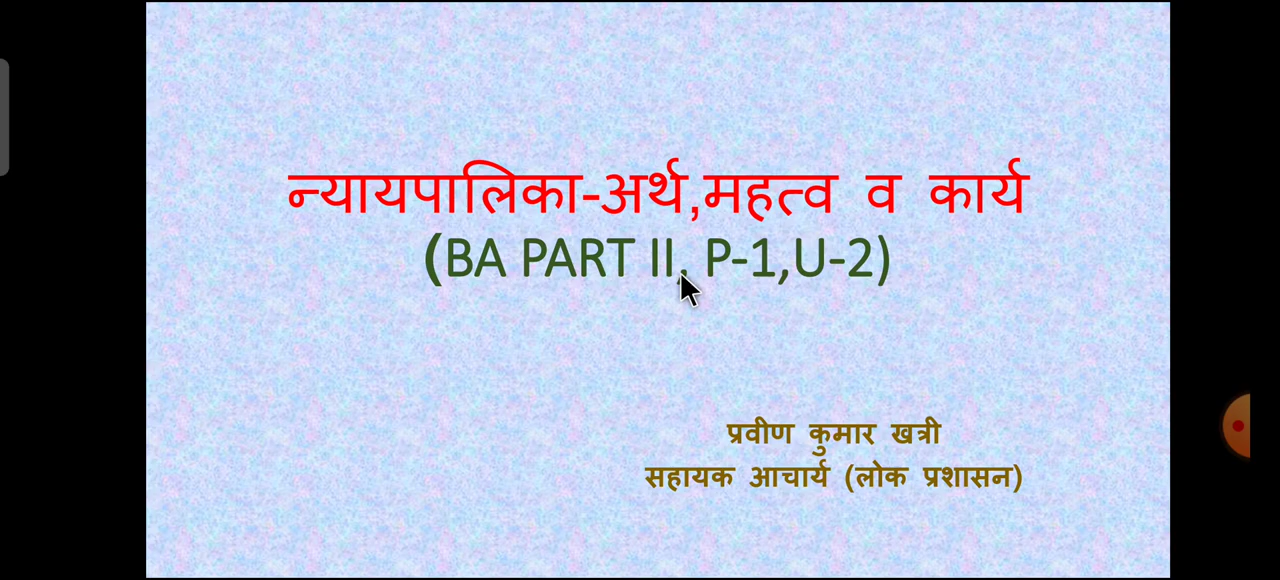 न्यायपालिका-अर्थ,महत्व व कार्य
(BA PART II, P-1,U-2)
प्रवीण कुमार खत्री
सहायक आचार्य (लोक प्रशासन)